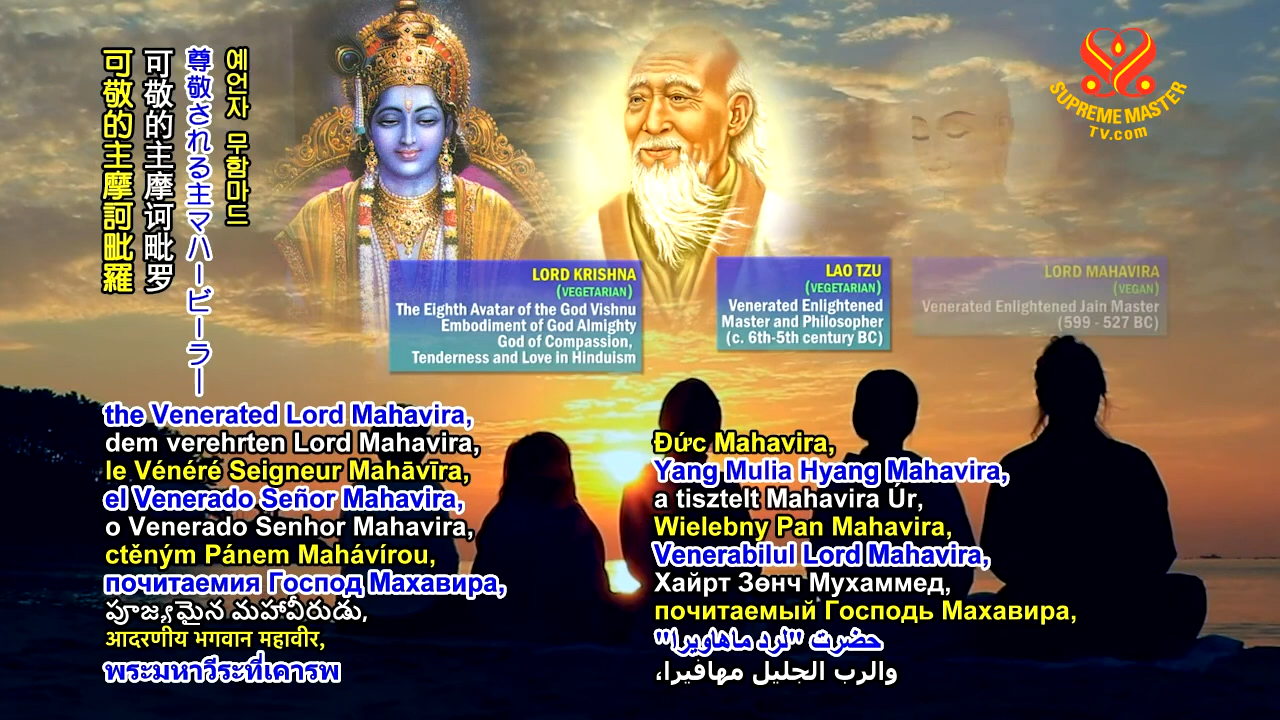 예언자 무함마드
尊敬される主マハービーラー
可敬的主摩诃毗罗
可敬的主摩訶毗羅
SUPREME MASTER
TV.com
LORD KRISHNA
(VEGETARIAN)
The Eighth Avatar of the God Vishnu
Embodiment of God Almighty
God of Compassion,
Tenderness and Love in Hinduism
LAO TZU
(VEGETARIAN)
Venerated Enlightened
Master and Philosopher
(c. 6th-5th century BC)
LORD MAHAVIRA
(VEGAN)
Venerated Enlightened Jain Master
(599 - 527 BC)
the Venerated Lord Mahavira,
dem verehrten Lord Mahavira,
le Vénéré Seigneur Mahāvīra,
el Venerado Señor Mahavira,
o Venerado Senhor Mahavira,
ctěným Pánem Mahávírou,
почитаемия Господ Махавира,
పూజ్యమైన మహావీరుడు,
आदरणीय भगवान महावीर,
พระมหาวีระที่เคารพ
Đức Mahavira,
Yang Mulia Hyang Mahavira,
a tisztelt Mahavira Úr,
Wielebny Pan Mahavira,
Venerabilul Lord Mahavira,
Хайрт Зөнч Мухаммед,
почитаемый Господь Махавира,
حضرت "لرد ماهاویرا"
والرب الجليل مهافيرا،